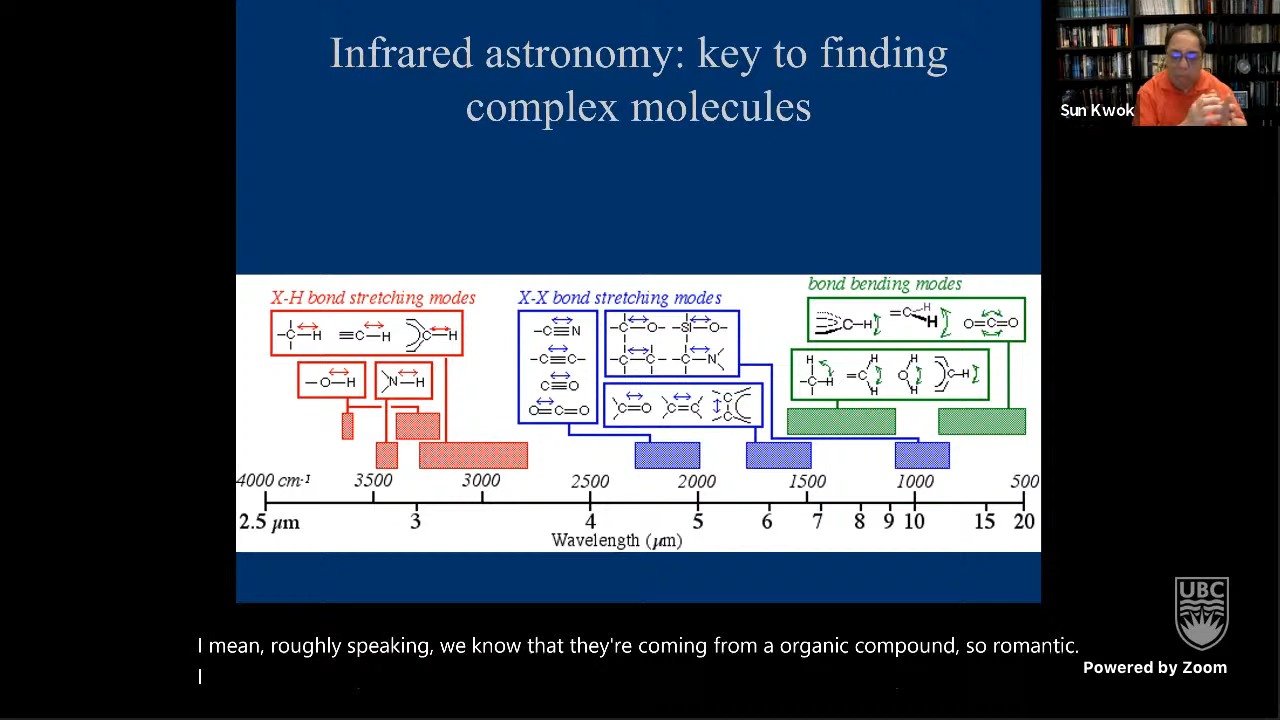 Infrared astronomy: key to finding
complex molecules
Sun Kwok
X-H bond stretching modes
X-X bond stretching modes
bond bending modes
4000 cm-1 3500 3000 2500 2000 1500 1000 500
2.5 μm 3 4 5 6 7 8 9 10 15 20
Wavelength (μm)
UBC
I mean, roughly speaking, we know that they're coming from a organic compound, so romantic.
I
Powered by Zoom